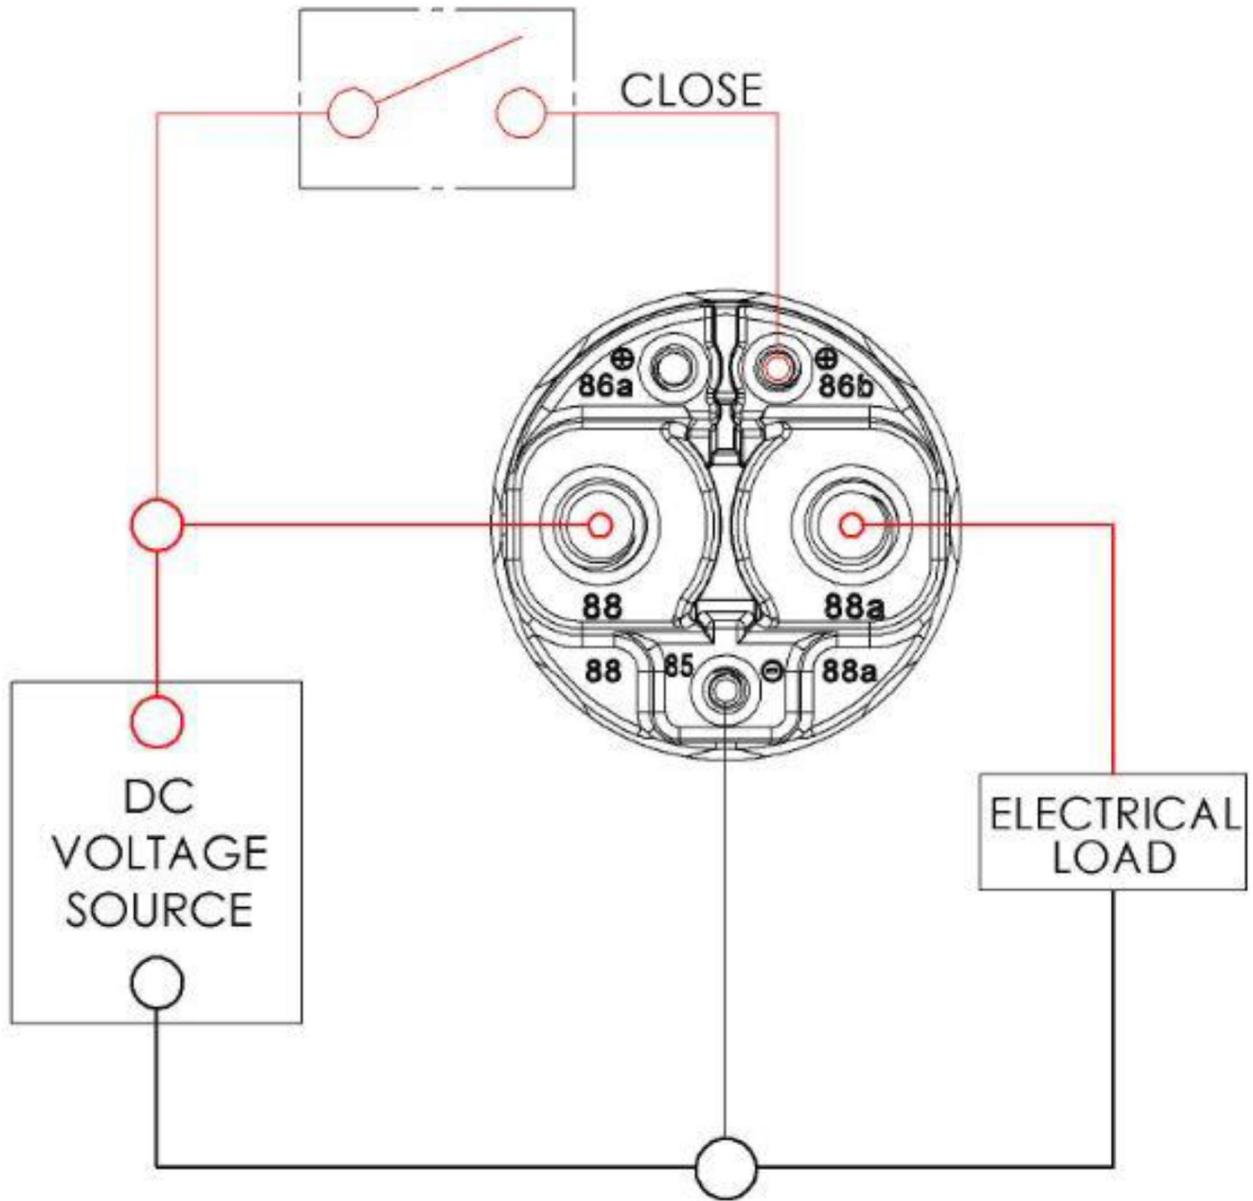 CLOSE
⊕ 86a
⊕ 86b
88
88a
88
85
⊖
88a
DC
VOLTAGE
SOURCE
ELECTRICAL
LOAD